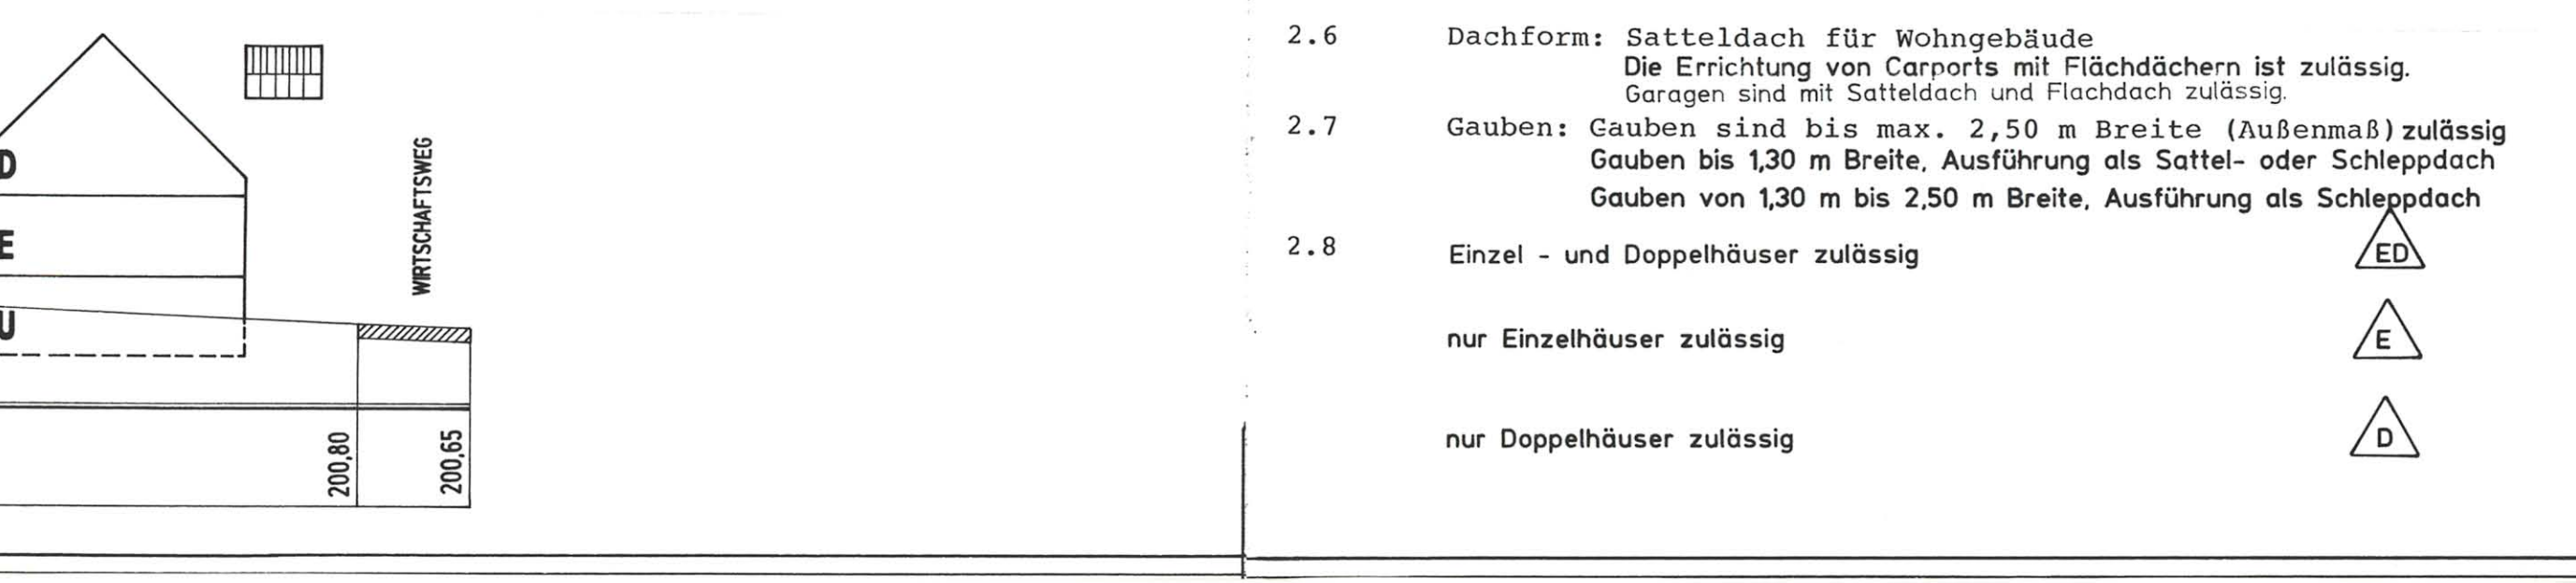 D
E
U
WIRTSCHAFTSWEG
200,80
200,65
2.6 Dachform: Satteldach für Wohngebäude
Die Errichtung von Carports mit Flächdächern ist zulässig.
Garagen sind mit Satteldach und Flachdach zulässig.
2.7 Gauben: Gauben sind bis max. 2,50 m Breite (Außenmaß) zulässig
Gauben bis 1,30 m Breite, Ausführung als Sattel- oder Schleppdach
Gauben von 1,30 m bis 2,50 m Breite, Ausführung als Schleppdach
2.8 Einzel - und Doppelhäuser zulässig ED
nur Einzelhäuser zulässig E
nur Doppelhäuser zulässig D